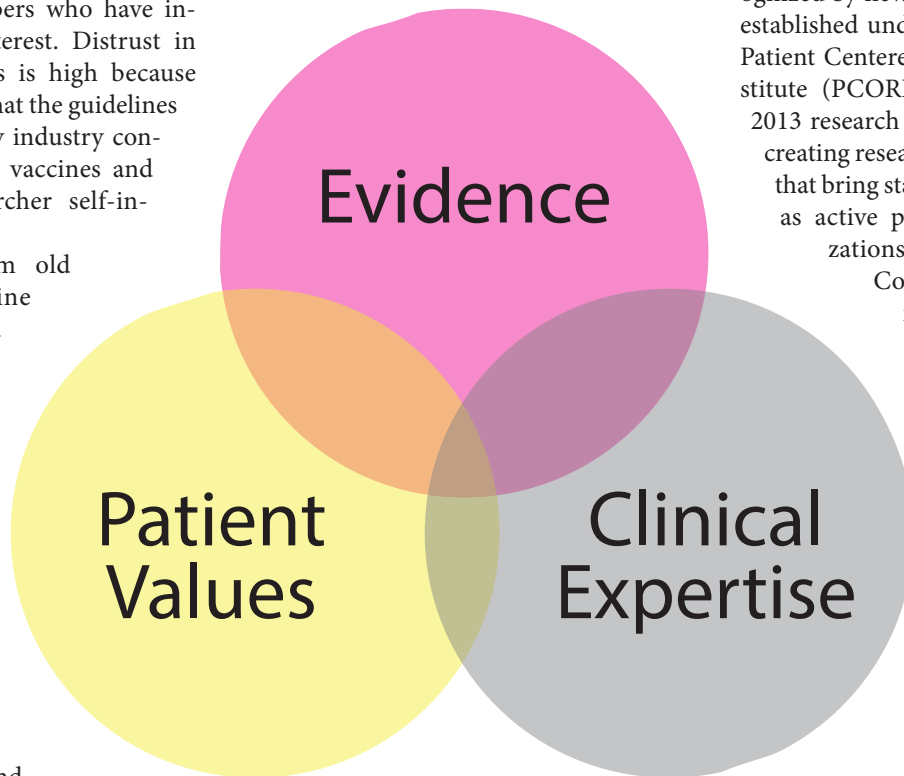 bers who have in-
terest. Distrust in
s is high because
hat the guidelines
y industry con-
vaccines and
rcher self-in-
m old
ine
Evidence
Patient
Values
Clinical
Expertise
established und
Patient Centere
stitute (PCORI
2013 research
creating resea
that bring sta
as active p
zations
Co